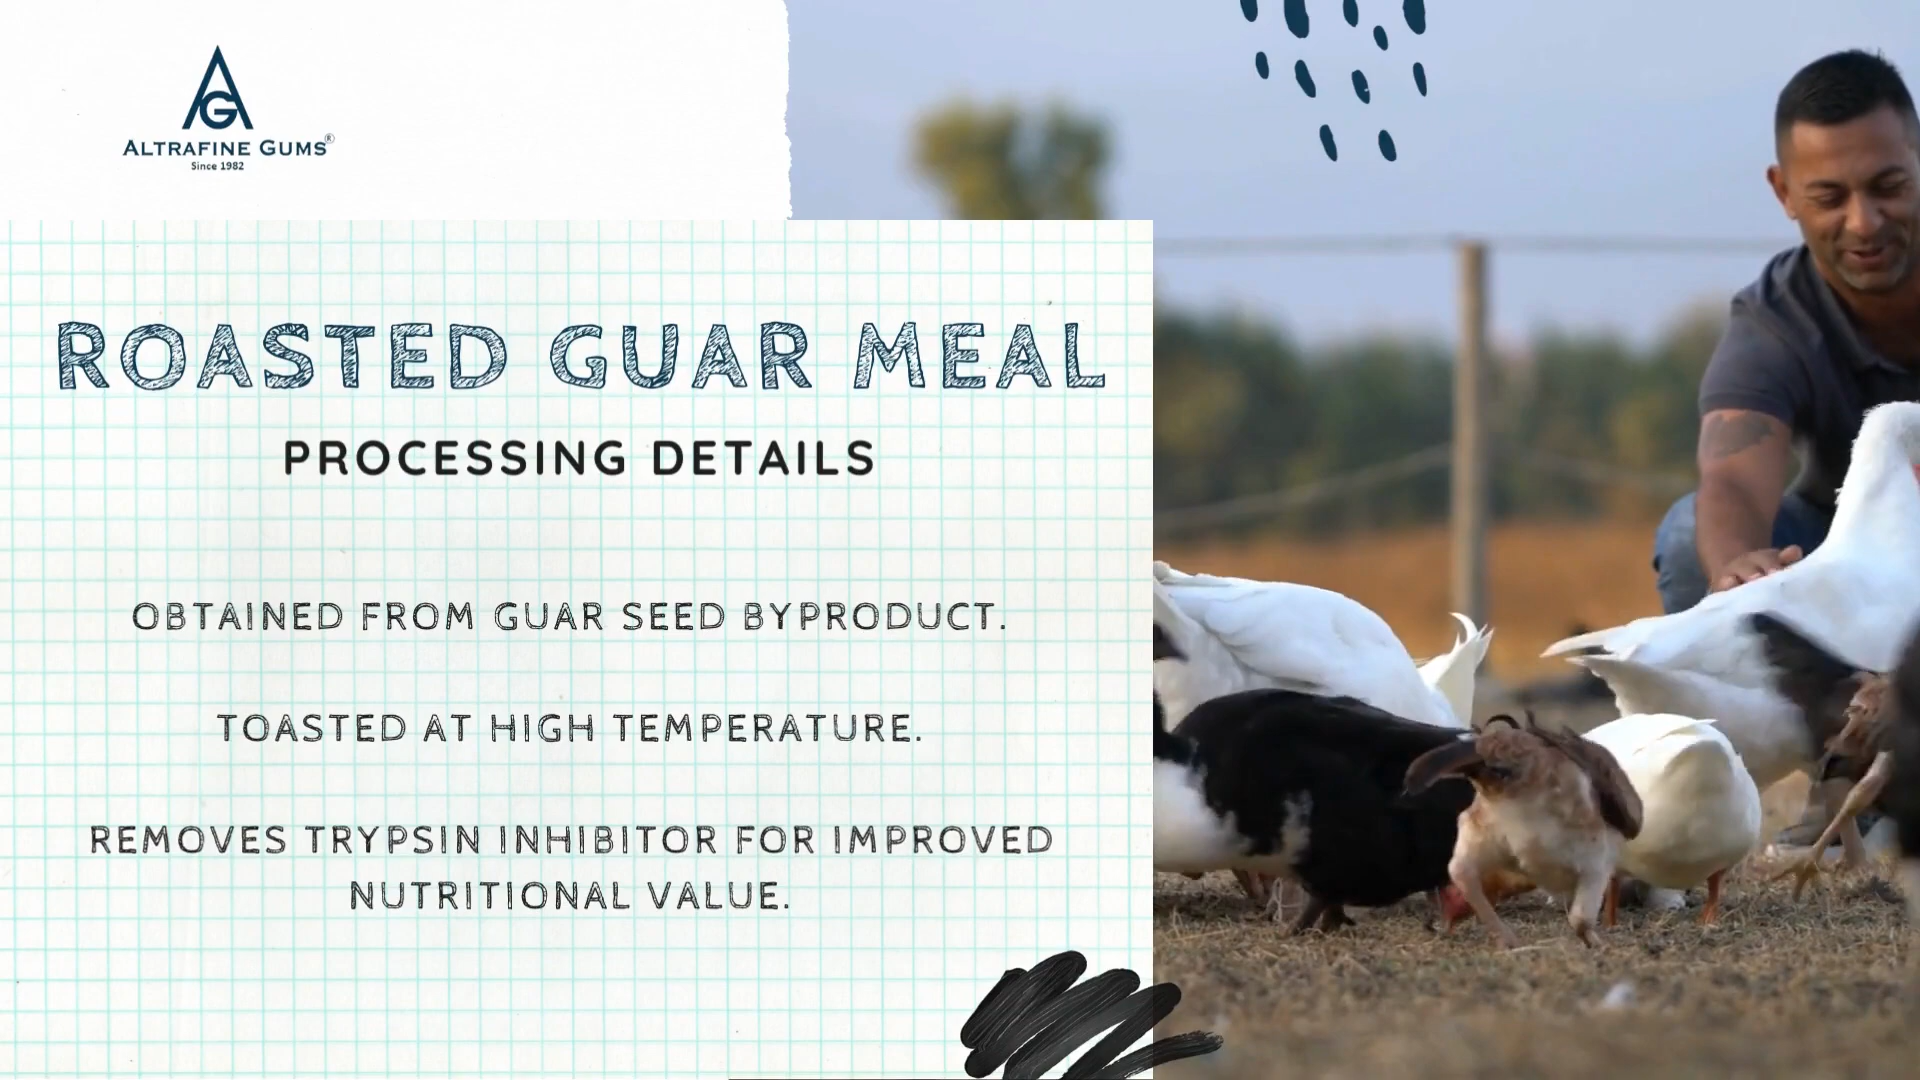 AG
ALTRAFINE GUMS®
Since 1982
ROASTED GUAR MEAL
PROCESSING DETAILS
OBTAINED FROM GUAR SEED BYPRODUCT.
TOASTED AT HIGH TEMPERATURE.
REMOVES TRYPSIN INHIBITOR FOR IMPROVED
NUTRITIONAL VALUE.